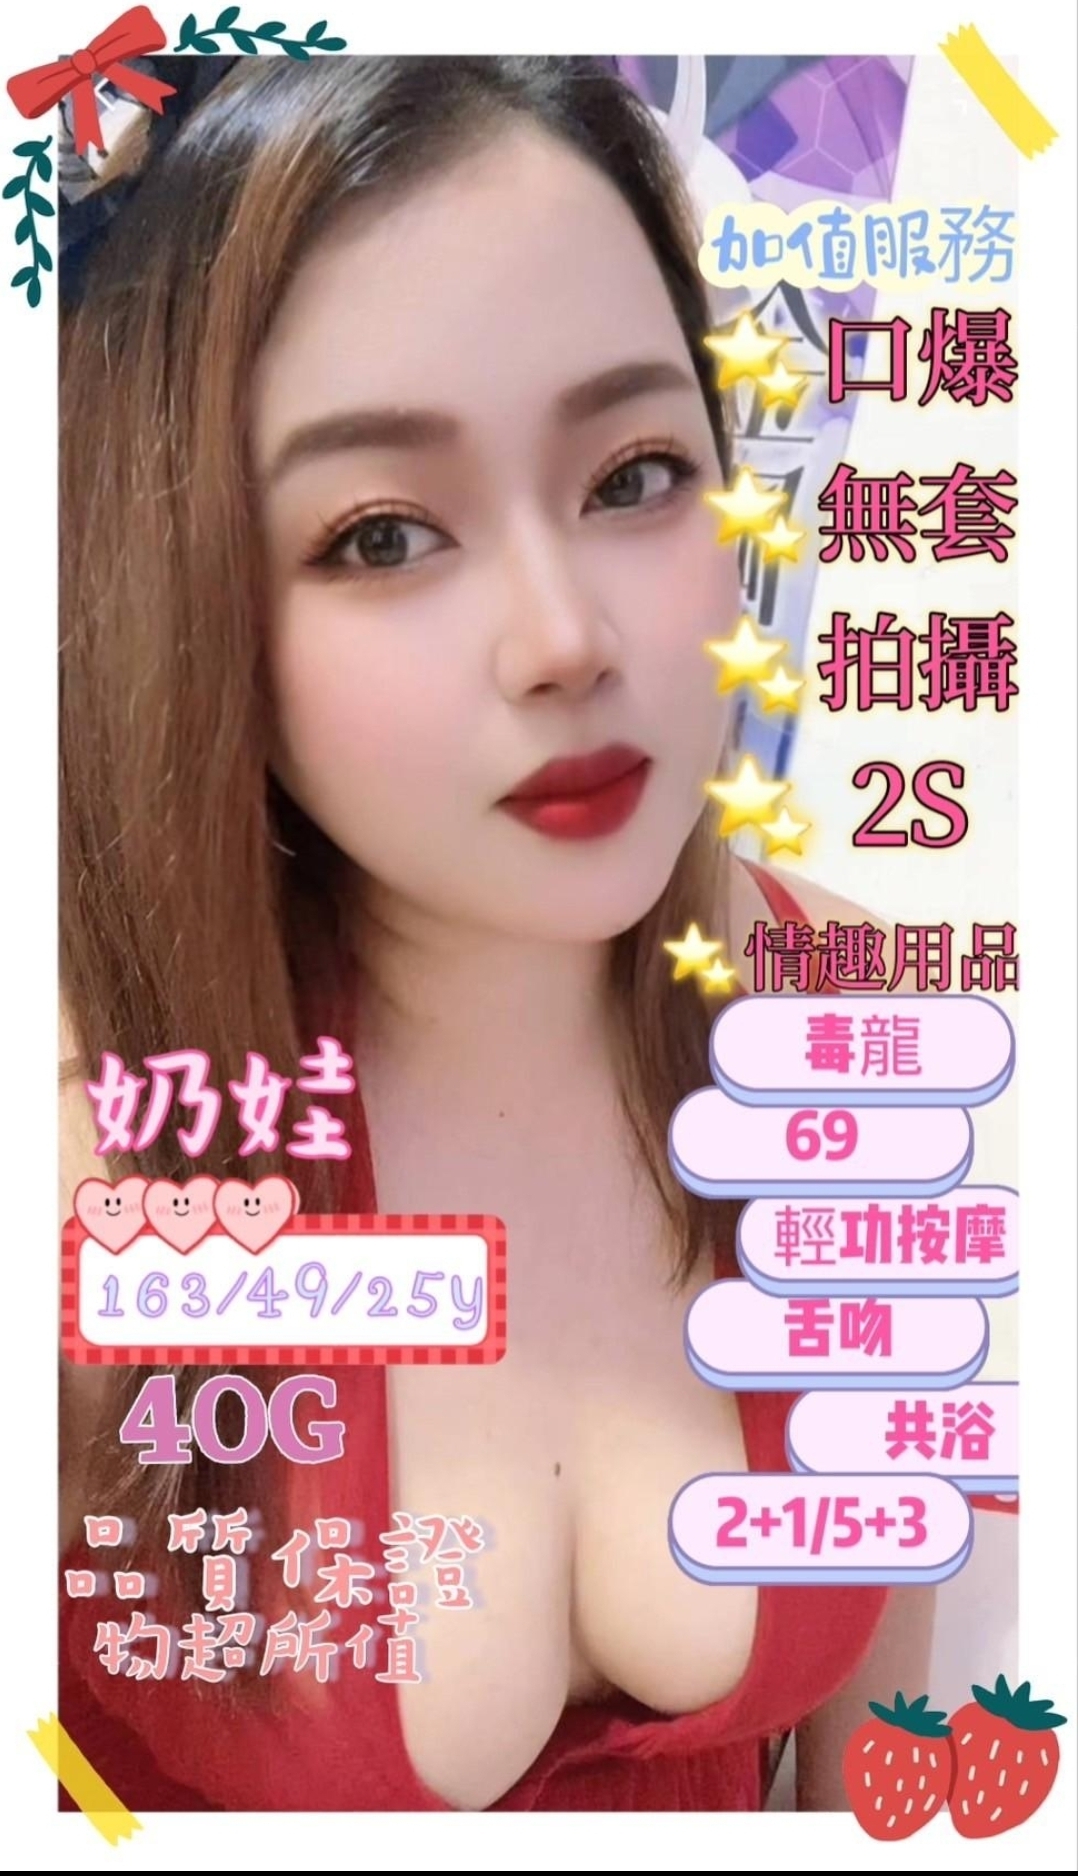 加值服務
口爆
無套
拍攝
2S
情趣用品
毒龍
69
輕功按摩
舌吻
共浴
2+1/5+3
奶娃
163/49/25y
40G
品質保證
物超所值